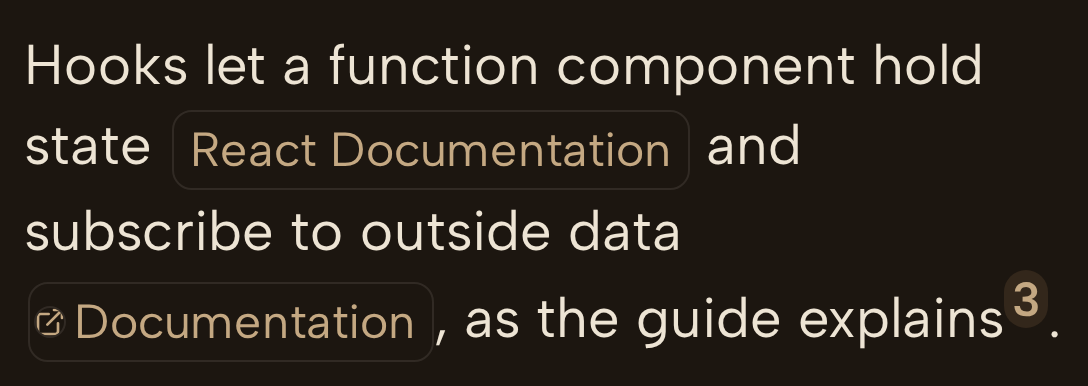 Hooks let a function component hold
state React Documentation and
subscribe to outside data
Documentation, as the guide explains3.